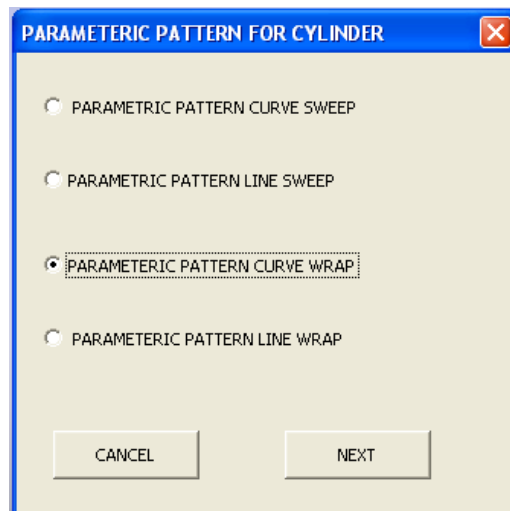 PARAMETERIC PATTERN FOR CYLINDER
PARAMETRIC PATTERN CURVE SWEEP
PARAMETRIC PATTERN LINE SWEEP
PARAMETERIC PATTERN CURVE WRAP
PARAMETERIC PATTERN LINE WRAP
CANCEL NEXT